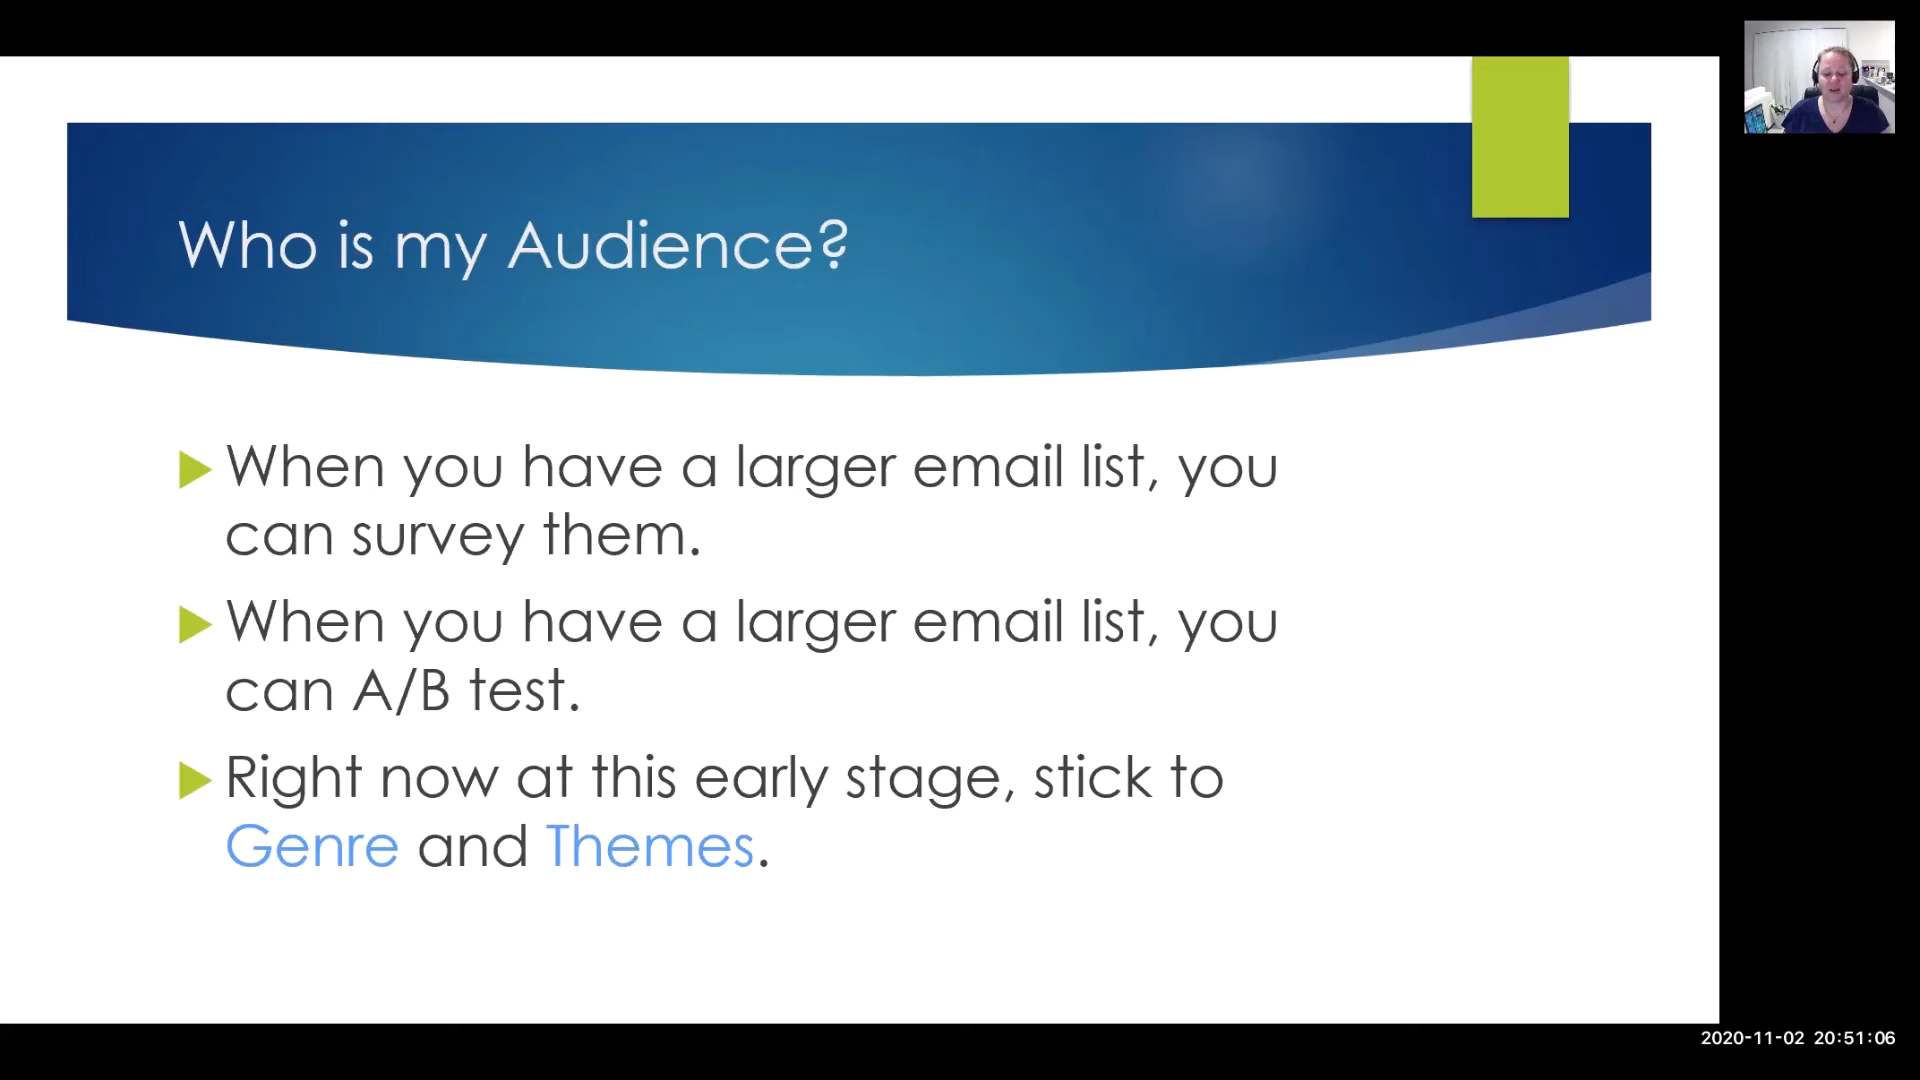 Who is my Audience?
When you have a larger email list, you
can survey them.
When you have a larger email list, you
can A/B test.
Right now at this early stage, stick to
Genre and Themes.
2020-11-02 20:51:06